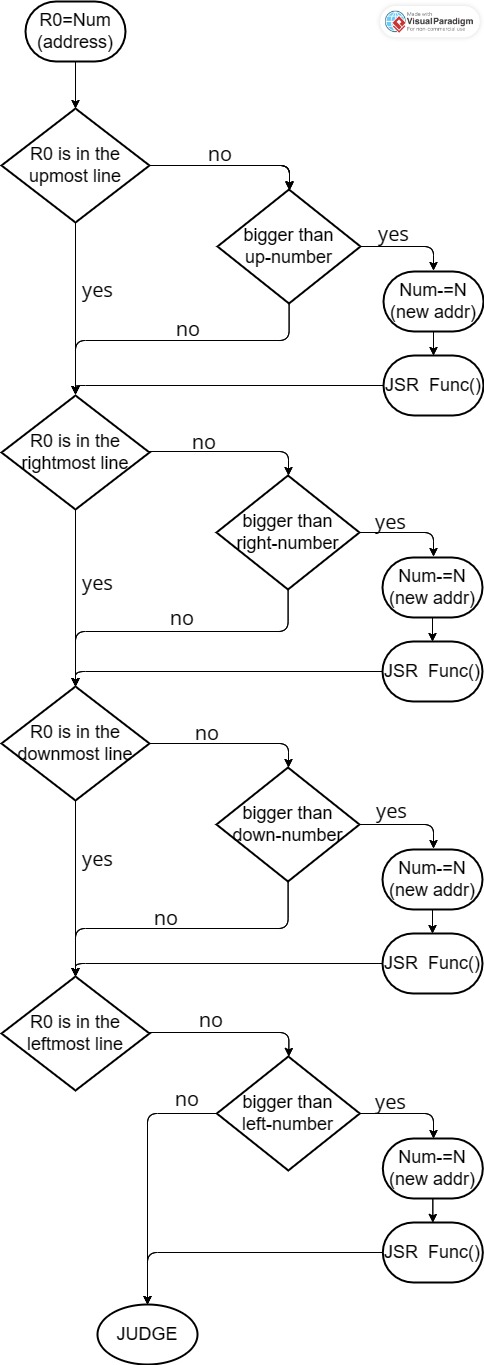 R0=Num
(address)
Made with
VisualParadigm
For non-commercial use
R0 is in the
upmost line
no
bigger than
up-number
yes
Num-=N
(new addr)
yes
no
JSR Func()
R0 is in the
rightmost line
no
bigger than
right-number
yes
Num-=N
(new addr)
yes
no
JSR Func()
R0 is in the
downmost line
no
bigger than
down-number
yes
Num-=N
(new addr)
yes
no
JSR Func()
R0 is in the
leftmost line
no
bigger than
left-number
no
yes
Num-=N
(new addr)
JSR Func()
JUDGE